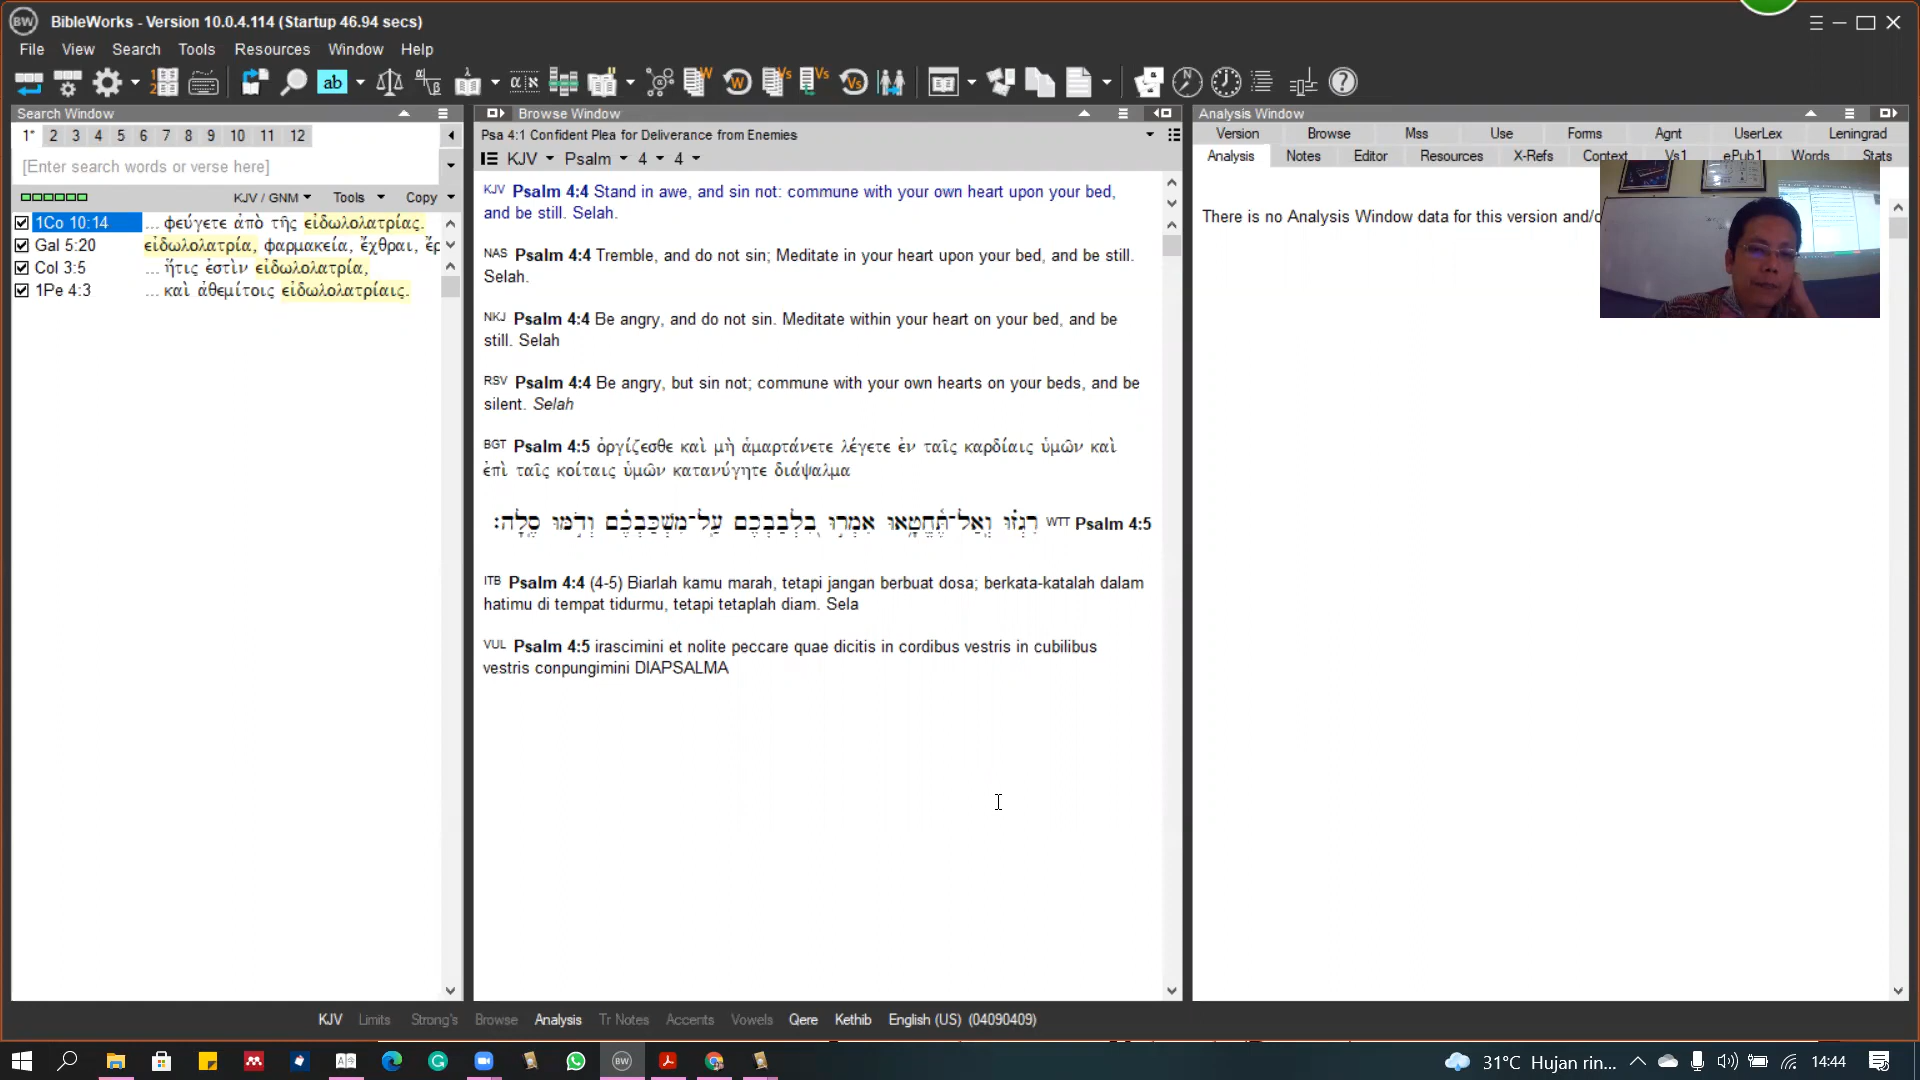 BibleWorks - Version 10.0.4.114 (Startup 46.94 secs)
File View Search Tools Resources Window Help
Search Window
1* 2 3 4 5 6 7 8 9 10 11 12
[Enter search words or verse here]
KJV / GNM Tools Copy
1Co 10:14 ... φεύγετε ἀπὸ τῆς εἰδωλολατρίας.
Gal 5:20 εἰδωλολατρία, φαρμακεία, ἔχθραι, ἔρ
Col 3:5 ... ἥτις ἐστὶν εἰδωλολατρία,
1Pe 4:3 ... καὶ ἀθεμίτοις εἰδωλολατρίαις.
Browse Window
Psa 4:1 Confident Plea for Deliverance from Enemies
KJV Psalm 4 4
KJV Psalm 4:4 Stand in awe, and sin not: commune with your own heart upon your bed,
and be still. Selah.
NAS Psalm 4:4 Tremble, and do not sin; Meditate in your heart upon your bed, and be still.
Selah.
NKJ Psalm 4:4 Be angry, and do not sin. Meditate within your heart on your bed, and be
still. Selah
RSV Psalm 4:4 Be angry, but sin not; commune with your own hearts on your beds, and be
silent. Selah
BGT Psalm 4:5 ὀργίζεσθε καὶ μὴ ἁμαρτάνετε λέγετε ἐν ταῖς καρδίαις ὑμῶν καὶ
ἐπὶ ταῖς κοίταις ὑμῶν κατανύγητε διάψαλμα
WTT Psalm 4:5 רִגְז֗וּ וְֽאַל־תֶּ֫חֱטָ֥אוּ אִמְר֣וּ בִ֭לְבַבְכֶם עַֽל־מִשְׁכַּבְכֶ֗ם וְדֹ֣מּוּ סֶֽלָה׃
ITB Psalm 4:4 (4-5) Biarlah kamu marah, tetapi jangan berbuat dosa; berkata-katalah dalam
hatimu di tempat tidurmu, tetapi tetaplah diam. Sela
VUL Psalm 4:5 irascimini et nolite peccare quae dicitis in cordibus vestris in cubilibus
vestris conpungimini DIAPSALMA
Analysis Window
Version Browse Mss Use Forms Agnt UserLex Leningrad
Analysis Notes Editor Resources X-Refs Context Vs1 ePub1 Words Stats
There is no Analysis Window data for this version and/o
KJV Limits Strong's Browse Analysis Tr Notes Accents Vowels Qere Kethib English (US) (04090409)
31°C Hujan rin... 14:44